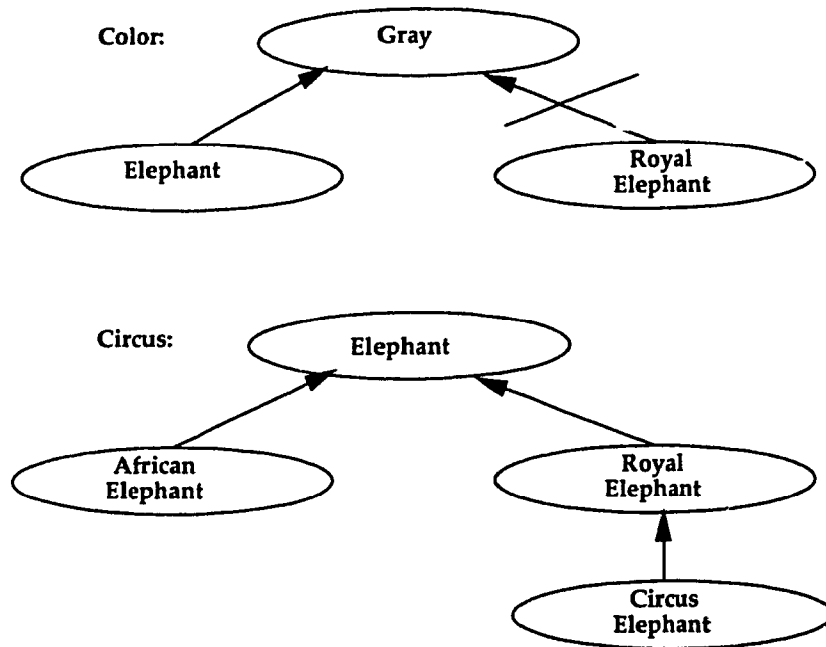 Color:
Gray
Elephant
Royal
Elephant
Circus:
Elephant
African
Elephant
Royal
Elephant
Circus
Elephant